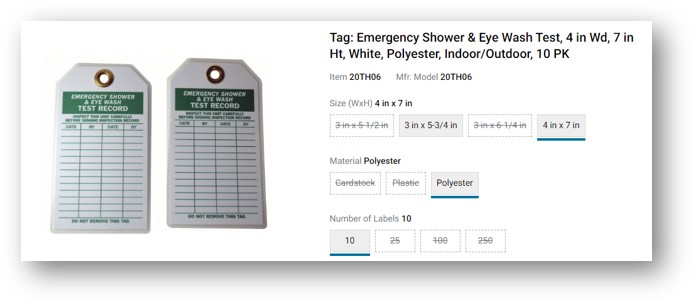 EMERGENCY SHOWER
& EYE WASH
TEST RECORD
INSPECT THIS UNIT CAREFULLY
BEFORE SIGNING INSPECTION RECORD
DATE BY DATE BY
DO NOT REMOVE THIS TAG
EMERGENCY SHOWER
& EYE WASH
TEST RECORD
INSPECT THIS UNIT CAREFULLY
BEFORE SIGNING INSPECTION RECORD
DATE BY DATE BY
DO NOT REMOVE THIS TAG
Tag: Emergency Shower & Eye Wash Test, 4 in Wd, 7 in
Ht, White, Polyester, Indoor/Outdoor, 10 PK
Item 20TH06 Mfr. Model 20TH06
Size (WxH) 4 in x 7 in
3 in x 5-1/2 in 3 in x 5-3/4 in 3 in x 6-1/4 in 4 in x 7 in
Material Polyester
Cardstock Plastic Polyester
Number of Labels 10
10 25 100 250